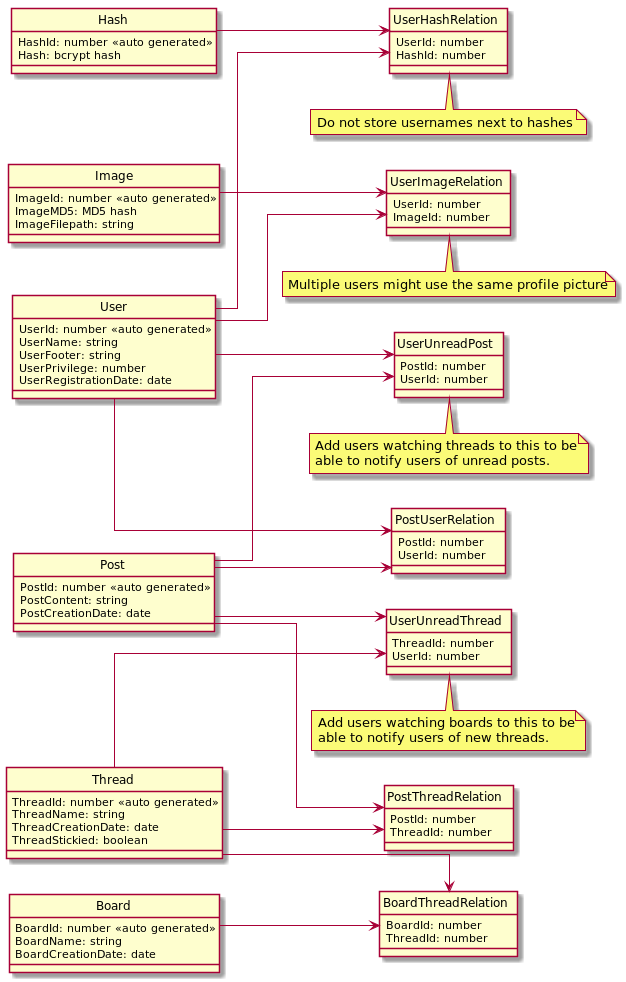 Hash
HashId: number «auto generated»
Hash: bcrypt hash
UserHashRelation
UserId: number
HashId: number
Do not store usernames next to hashes
Image
ImageId: number «auto generated»
ImageMD5: MD5 hash
ImageFilepath: string
UserImageRelation
UserId: number
ImageId: number
Multiple users might use the same profile picture
User
UserId: number «auto generated»
UserName: string
UserFooter: string
UserPrivilege: number
UserRegistrationDate: date
UserUnreadPost
PostId: number
UserId: number
Add users watching threads to this to be
able to notify users of unread posts.
PostUserRelation
PostId: number
UserId: number
Post
PostId: number «auto generated»
PostContent: string
PostCreationDate: date
UserUnreadThread
ThreadId: number
UserId: number
Add users watching boards to this to be
able to notify users of new threads.
Thread
ThreadId: number «auto generated»
ThreadName: string
ThreadCreationDate: date
ThreadStickied: boolean
PostThreadRelation
PostId: number
ThreadId: number
Board
BoardId: number «auto generated»
BoardName: string
BoardCreationDate: date
BoardThreadRelation
BoardId: number
ThreadId: number